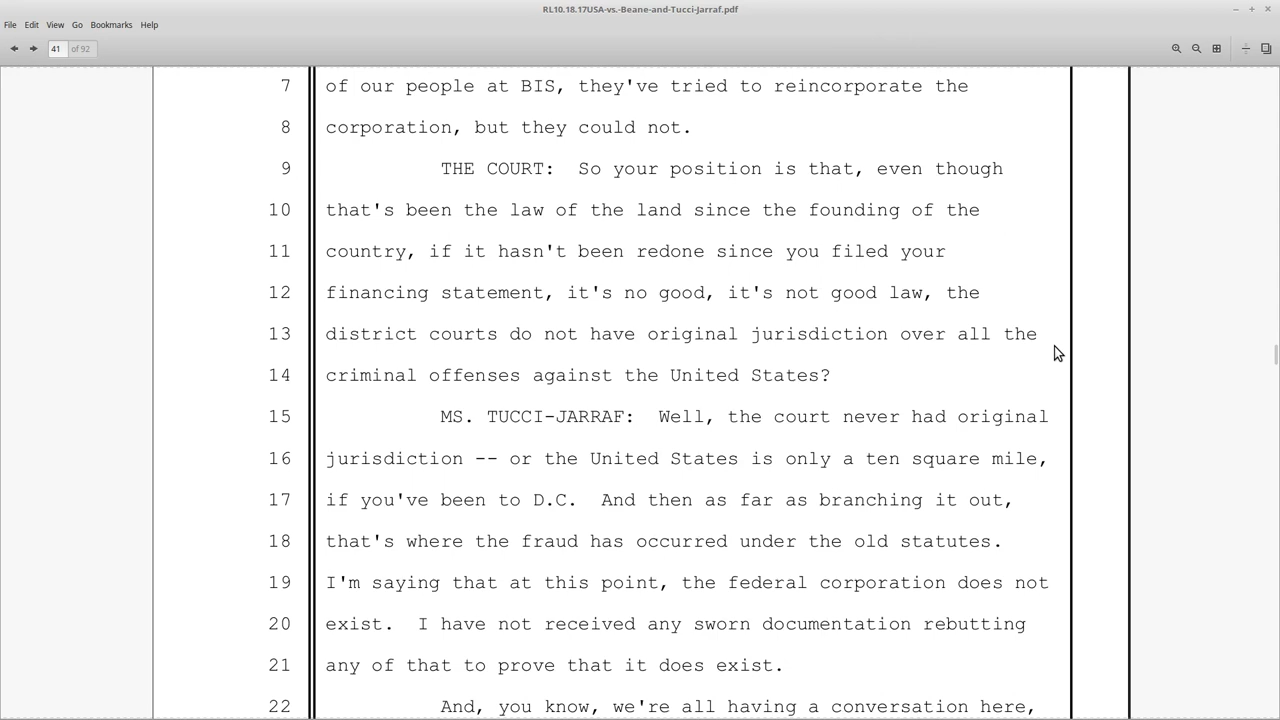 RL10.18.17USA-vs.-Beane-and-Tucci-Jarraf.pdf
File Edit View Go Bookmarks Help
41 of 92
7 of our people at BIS, they've tried to reincorporate the
8 corporation, but they could not.
9 THE COURT: So your position is that, even though
10 that's been the law of the land since the founding of the
11 country, if it hasn't been redone since you filed your
12 financing statement, it's no good, it's not good law, the
13 district courts do not have original jurisdiction over all the
14 criminal offenses against the United States?
15 MS. TUCCI-JARRAF: Well, the court never had original
16 jurisdiction -- or the United States is only a ten square mile,
17 if you've been to D.C. And then as far as branching it out,
18 that's where the fraud has occurred under the old statutes.
19 I'm saying that at this point, the federal corporation does not
20 exist. I have not received any sworn documentation rebutting
21 any of that to prove that it does exist.
22 And, you know, we're all having a conversation here,